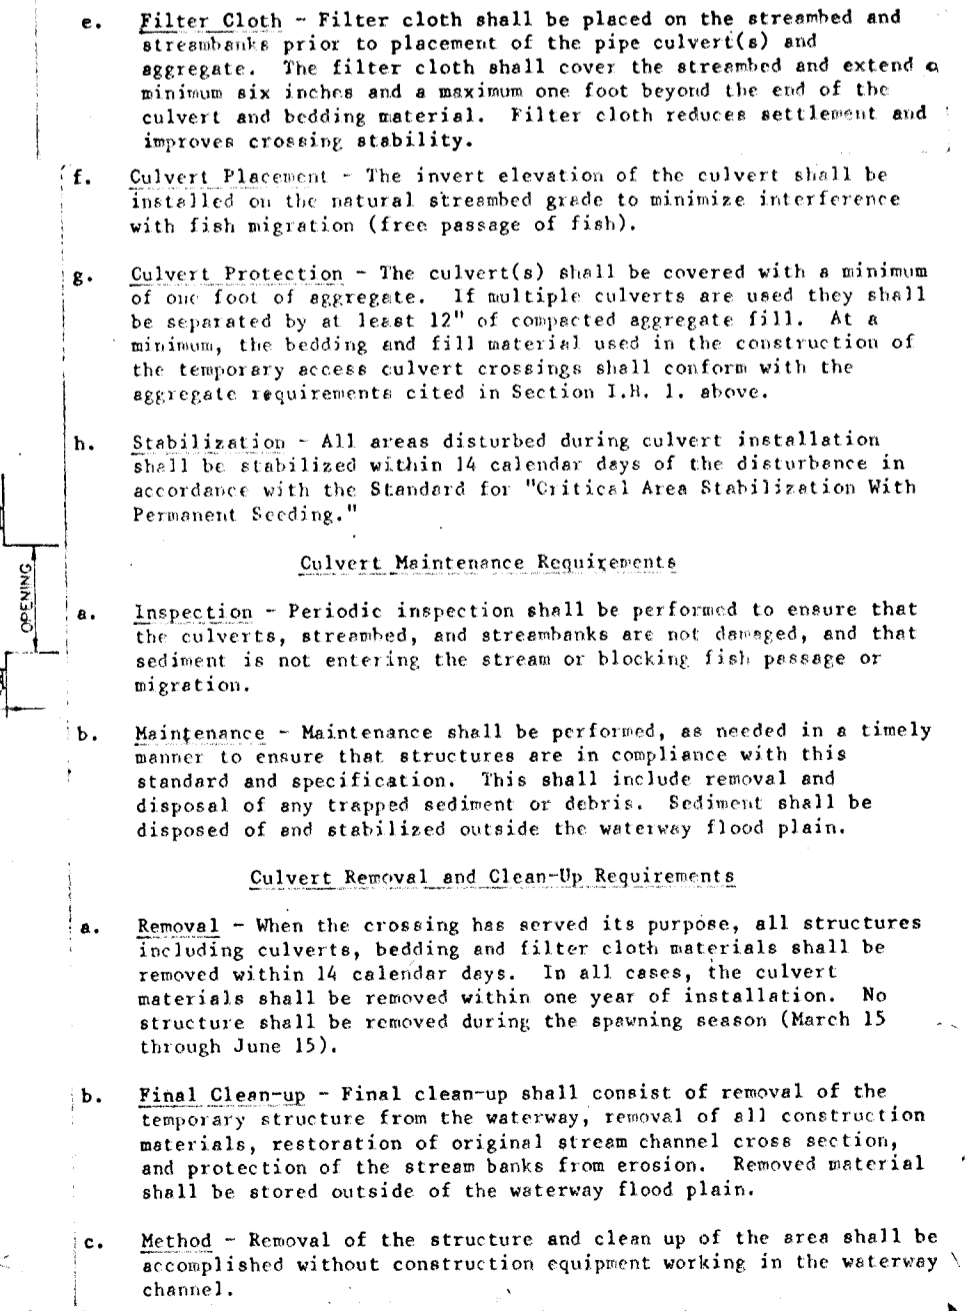 e. Filter Cloth - Filter cloth shall be placed on the streambed and
streambanks prior to placement of the pipe culvert(s) and
aggregate. The filter cloth shall cover the streambed and extend a
minimum six inches and a maximum one foot beyond the end of the
culvert and bedding material. Filter cloth reduces settlement and
improves crossing stability.
f. Culvert Placement - The invert elevation of the culvert shall be
installed on the natural streambed grade to minimize interference
with fish migration (free passage of fish).
g. Culvert Protection - The culvert(s) shall be covered with a minimum
of one foot of aggregate. If multiple culverts are used they shall
be separated by at least 12" of compacted aggregate fill. At a
minimum, the bedding and fill material used in the construction of
the temporary access culvert crossings shall conform with the
aggregate requirements cited in Section I.H. 1. above.
h. Stabilization - All areas disturbed during culvert installation
shall be stabilized within 14 calendar days of the disturbance in
accordance with the Standard for "Critical Area Stabilization With
Permanent Seeding."
Culvert Maintenance Requirements
OPENING
a. Inspection - Periodic inspection shall be performed to ensure that
the culverts, streambed, and streambanks are not damaged, and that
sediment is not entering the stream or blocking fish passage or
migration.
b. Maintenance - Maintenance shall be performed, as needed in a timely
manner to ensure that structures are in compliance with this
standard and specification. This shall include removal and
disposal of any trapped sediment or debris. Sediment shall be
disposed of and stabilized outside the waterway flood plain.
Culvert Removal and Clean-Up Requirements
a. Removal - When the crossing has served its purpose, all structures
including culverts, bedding and filter cloth materials shall be
removed within 14 calendar days. In all cases, the culvert
materials shall be removed within one year of installation. No
structure shall be removed during the spawning season (March 15
through June 15).
b. Final Clean-up - Final clean-up shall consist of removal of the
temporary structure from the waterway, removal of all construction
materials, restoration of original stream channel cross section,
and protection of the stream banks from erosion. Removed material
shall be stored outside of the waterway flood plain.
c. Method - Removal of the structure and clean up of the area shall be
accomplished without construction equipment working in the waterway
channel.